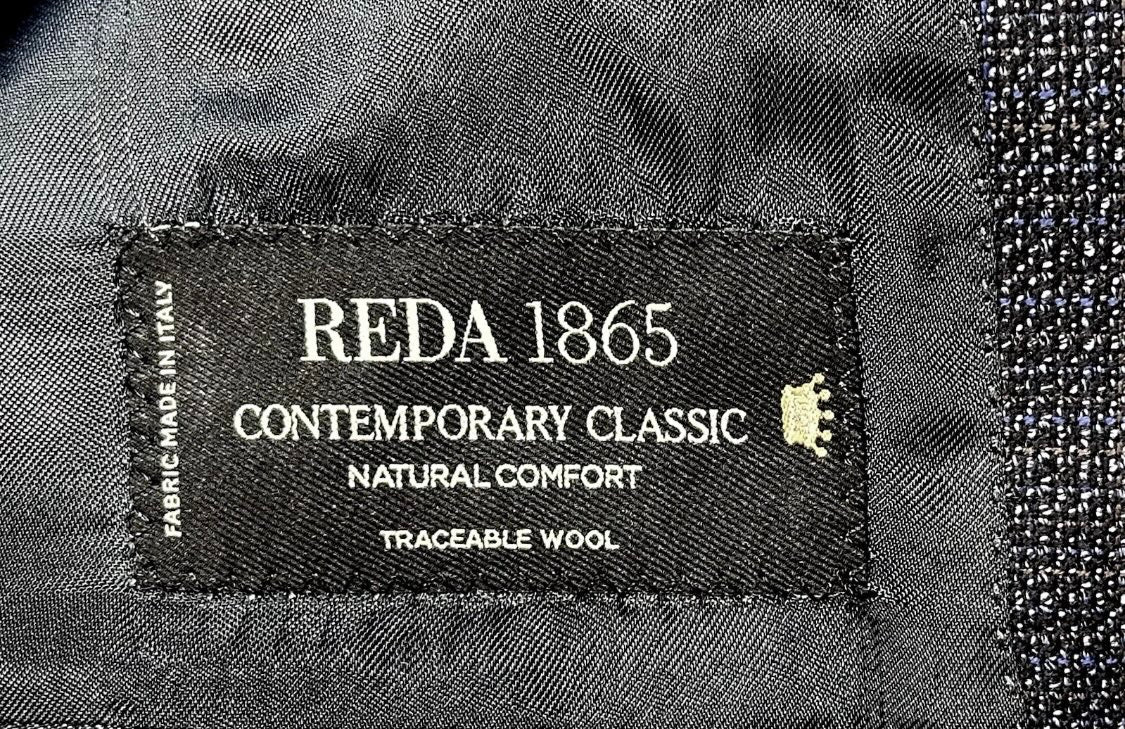 REDA 1865
CONTEMPORARY CLASSIC
NATURAL COMFORT
TRACEABLE WOOL
FABRIC MADE IN ITALY